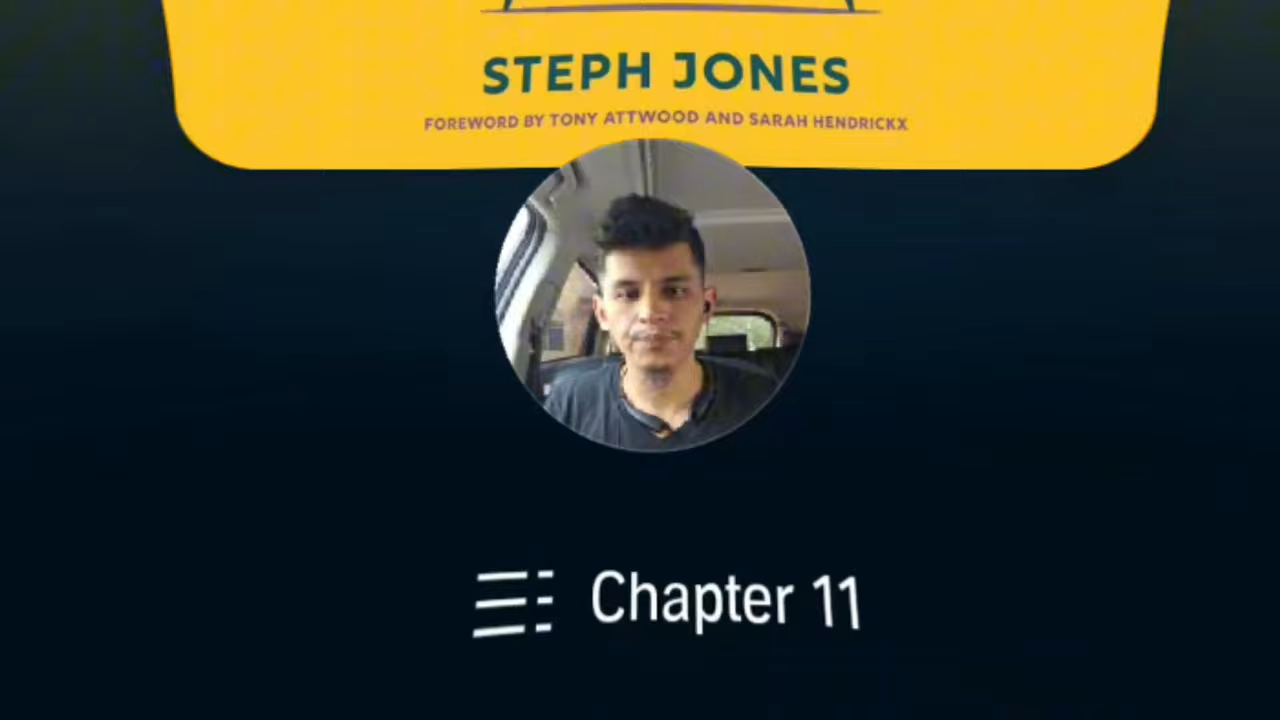 STEPH JONES
FOREWORD BY TONY ATTWOOD AND SARAH HENDRICKX
Chapter 11